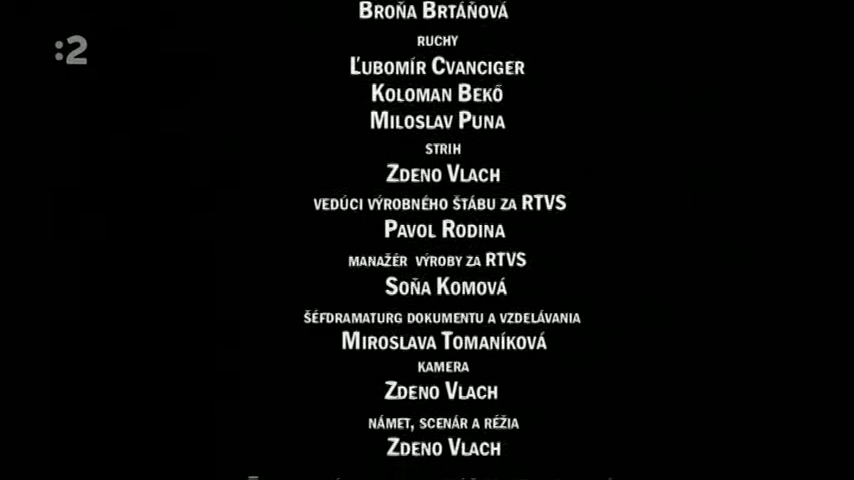 Broňa Brtáňová
:2
RUCHY
Ľubomír Cvanciger
Koloman Bekő
Miloslav Puna
STRIH
Zdeno Vlach
VEDÚCI VÝROBNÉHO ŠTÁBU ZA RTVS
Pavol Rodina
MANAŽÉR VÝROBY ZA RTVS
Soňa Komová
ŠÉFDRAMATURG DOKUMENTU A VZDELÁVANIA
Miroslava Tomaníková
KAMERA
Zdeno Vlach
NÁMET, SCENÁR A RÉŽIA
Zdeno Vlach